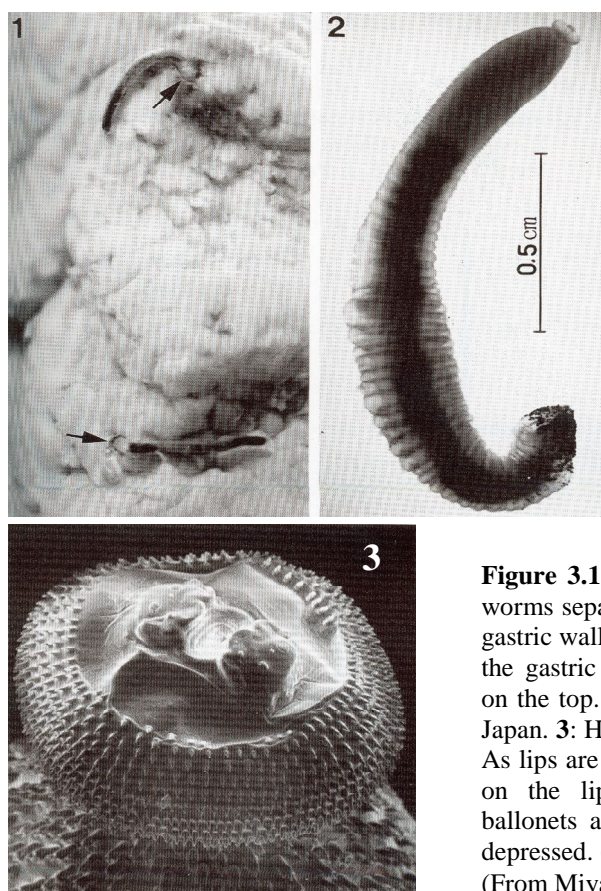 1
2
0.5 cm
3
Figure 3.1
worms sepa
gastric wall
the gastric
on the top.
Japan. 3: H
As lips are
on the lip
ballonets a
depressed.
(From Miya